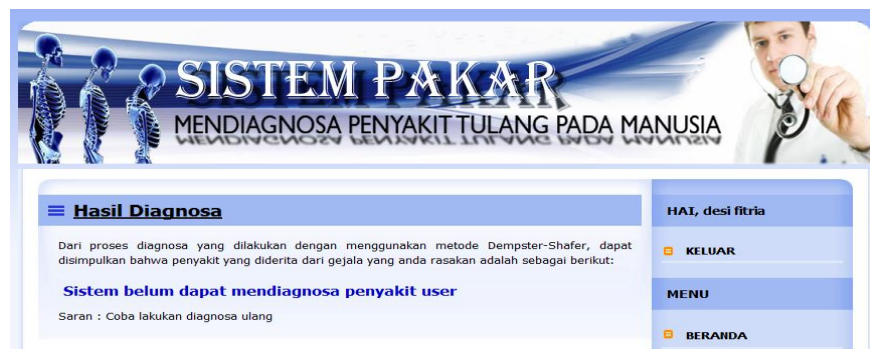 SISTEM PAKAR
MENDIAGNOSA PENYAKIT TULANG PADA MANUSIA
Hasil Diagnosa
Dari proses diagnosa yang dilakukan dengan menggunakan metode Dempster-Shafer, dapat
disimpulkan bahwa penyakit yang diderita dari gejala yang anda rasakan adalah sebagai berikut:
Sistem belum dapat mendiagnosa penyakit user
Saran : Coba lakukan diagnosa ulang
HAI, desi fitria
KELUAR
MENU
BERANDA